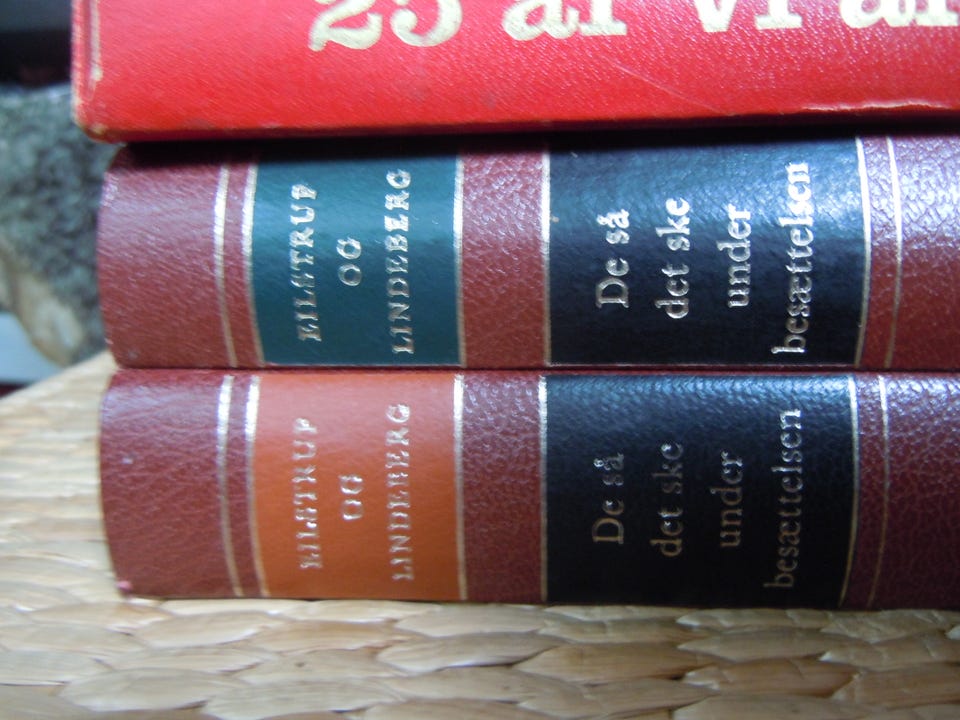 25 år vi
EILSTRUP
OG
LINDEBERG
De så
det ske
under
besættelsen
EILSTRUP
OG
LINDEBERG
De så
det ske
under
besættelsen